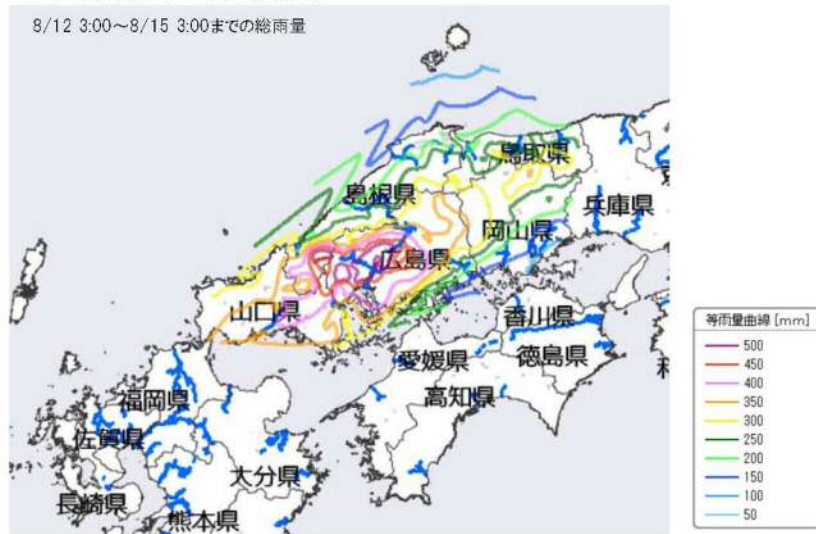 8/12 3:00～8/15 3:00までの総雨量
鳥取県
島根県
兵庫県
岡山県
広島県
山口県
香川県
徳島県
愛媛県
高知県
福岡県
佐賀県
大分県
長崎県
熊本県
等雨量曲線 [mm]
500
450
400
350
300
250
200
150
100
50